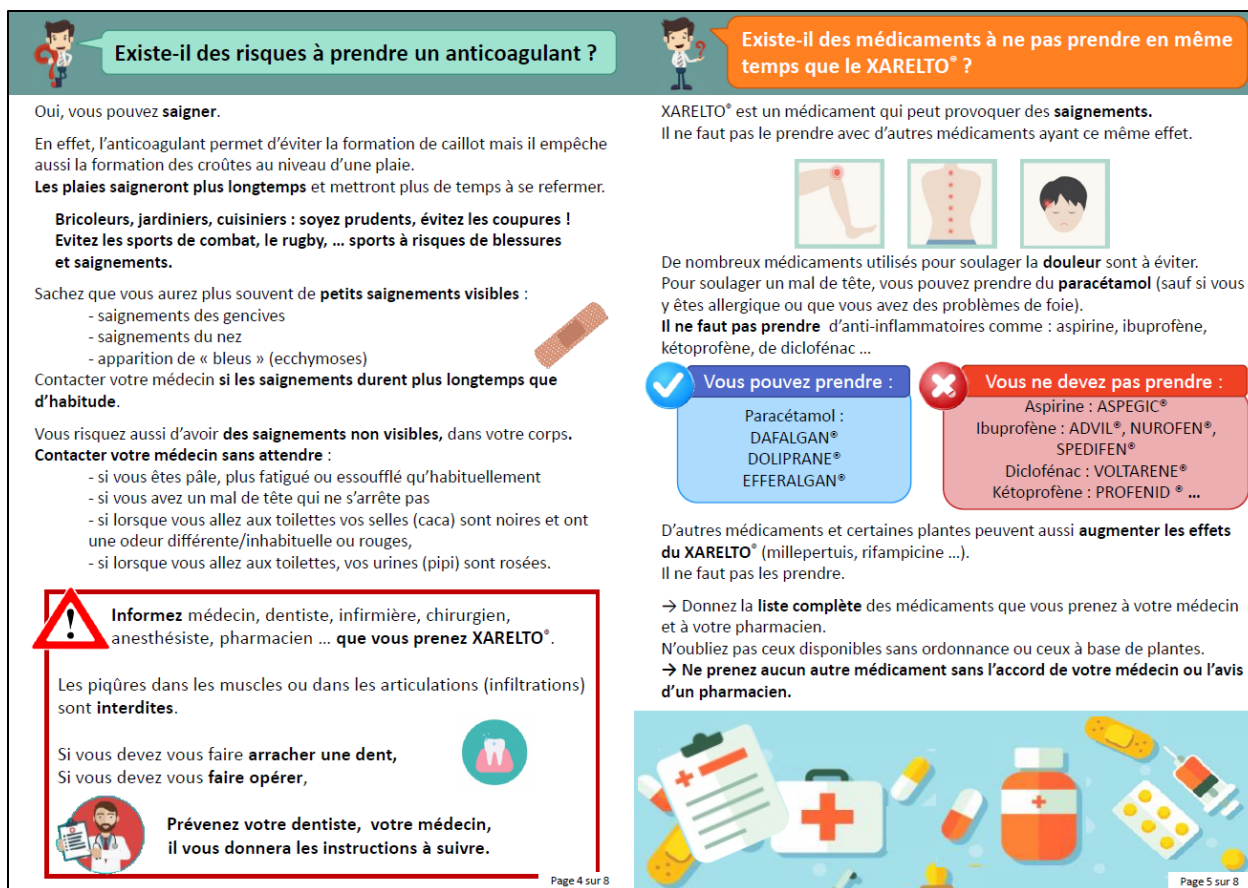 Existe-il des risques à prendre un anticoagulant ?
Oui, vous pouvez saigner.
En effet, l'anticoagulant permet d'éviter la formation de caillot mais il empêche
aussi la formation des croûtes au niveau d'une plaie.
Les plaies saigneront plus longtemps et mettront plus de temps à se refermer.
Bricoleurs, jardiniers, cuisiniers : soyez prudents, évitez les coupures !
Evitez les sports de combat, le rugby, ... sports à risques de blessures
et saignements.
Sachez que vous aurez plus souvent de petits saignements visibles :
- saignements des gencives
- saignements du nez
- apparition de « bleus » (ecchymoses)
Contacter votre médecin si les saignements durent plus longtemps que
d'habitude.
Vous risquez aussi d'avoir des saignements non visibles, dans votre corps.
Contacter votre médecin sans attendre :
- si vous êtes pâle, plus fatigué ou essoufflé qu'habituellement
- si vous avez un mal de tête qui ne s'arrête pas
- si lorsque vous allez aux toilettes vos selles (caca) sont noires et ont
une odeur différente/inhabituelle ou rouges,
- si lorsque vous allez aux toilettes, vos urines (pipi) sont rosées.
Informez médecin, dentiste, infirmière, chirurgien,
anesthésiste, pharmacien ... que vous prenez XARELTO®.
Les piqûres dans les muscles ou dans les articulations (infiltrations)
sont interdites.
Si vous devez vous faire arracher une dent,
Si vous devez vous faire opérer,
Prévenez votre dentiste, votre médecin,
il vous donnera les instructions à suivre.
Page 4 sur 8
Existe-il des médicaments à ne pas prendre en même
temps que le XARELTO® ?
XARELTO® est un médicament qui peut provoquer des saignements.
Il ne faut pas le prendre avec d'autres médicaments ayant ce même effet.
De nombreux médicaments utilisés pour soulager la douleur sont à éviter.
Pour soulager un mal de tête, vous pouvez prendre du paracétamol (sauf si vous
y êtes allergique ou que vous avez des problèmes de foie).
Il ne faut pas prendre d'anti-inflammatoires comme : aspirine, ibuprofène,
kétoprofène, de diclofénac ...
Vous pouvez prendre :
Paracétamol :
DAFALGAN®
DOLIPRANE®
EFFERALGAN®
Vous ne devez pas prendre :
Aspirine : ASPEGIC®
Ibuprofène : ADVIL®, NUROFEN®,
SPEDIFEN®
Diclofénac : VOLTARENE®
Kétoprofène : PROFENID ® ...
D'autres médicaments et certaines plantes peuvent aussi augmenter les effets
du XARELTO® (millepertuis, rifampicine ...).
Il ne faut pas les prendre.
→ Donnez la liste complète des médicaments que vous prenez à votre médecin
et à votre pharmacien.
N'oubliez pas ceux disponibles sans ordonnance ou ceux à base de plantes.
→ Ne prenez aucun autre médicament sans l'accord de votre médecin ou l'avis
d'un pharmacien.
Page 5 sur 8